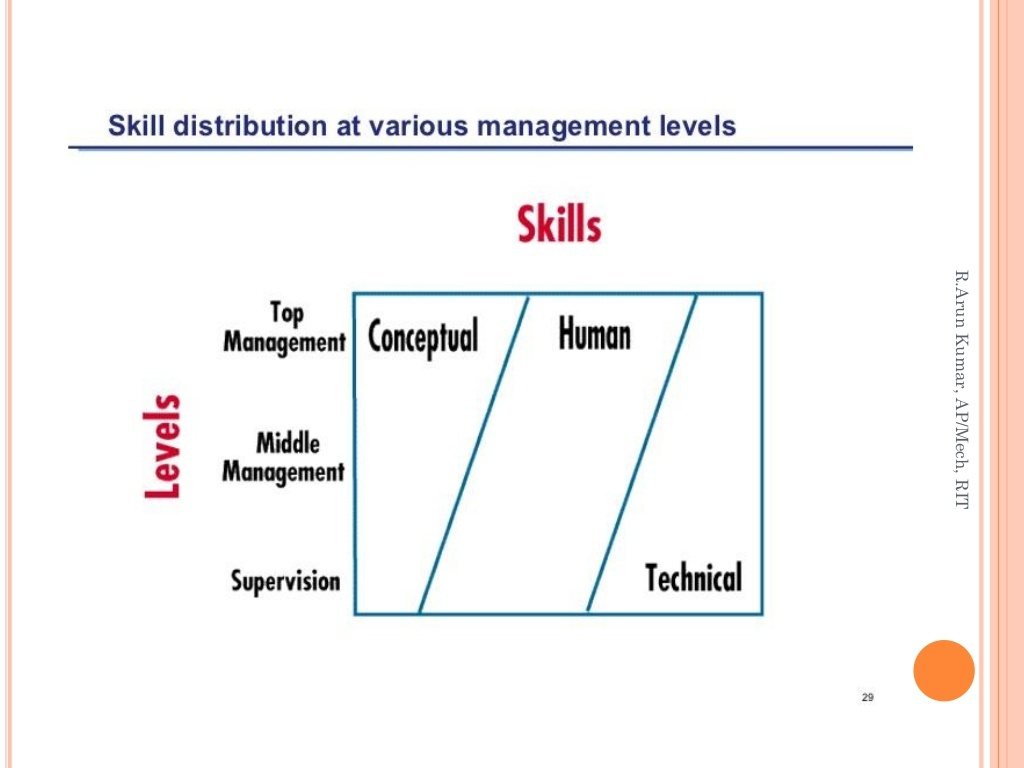 Skill distribution at various management levels
Skills
Top
Management
Conceptual
Human
Levels
Middle
Management
Supervision
Technical
R.Arun Kumar, AP/Mech, RIT
29